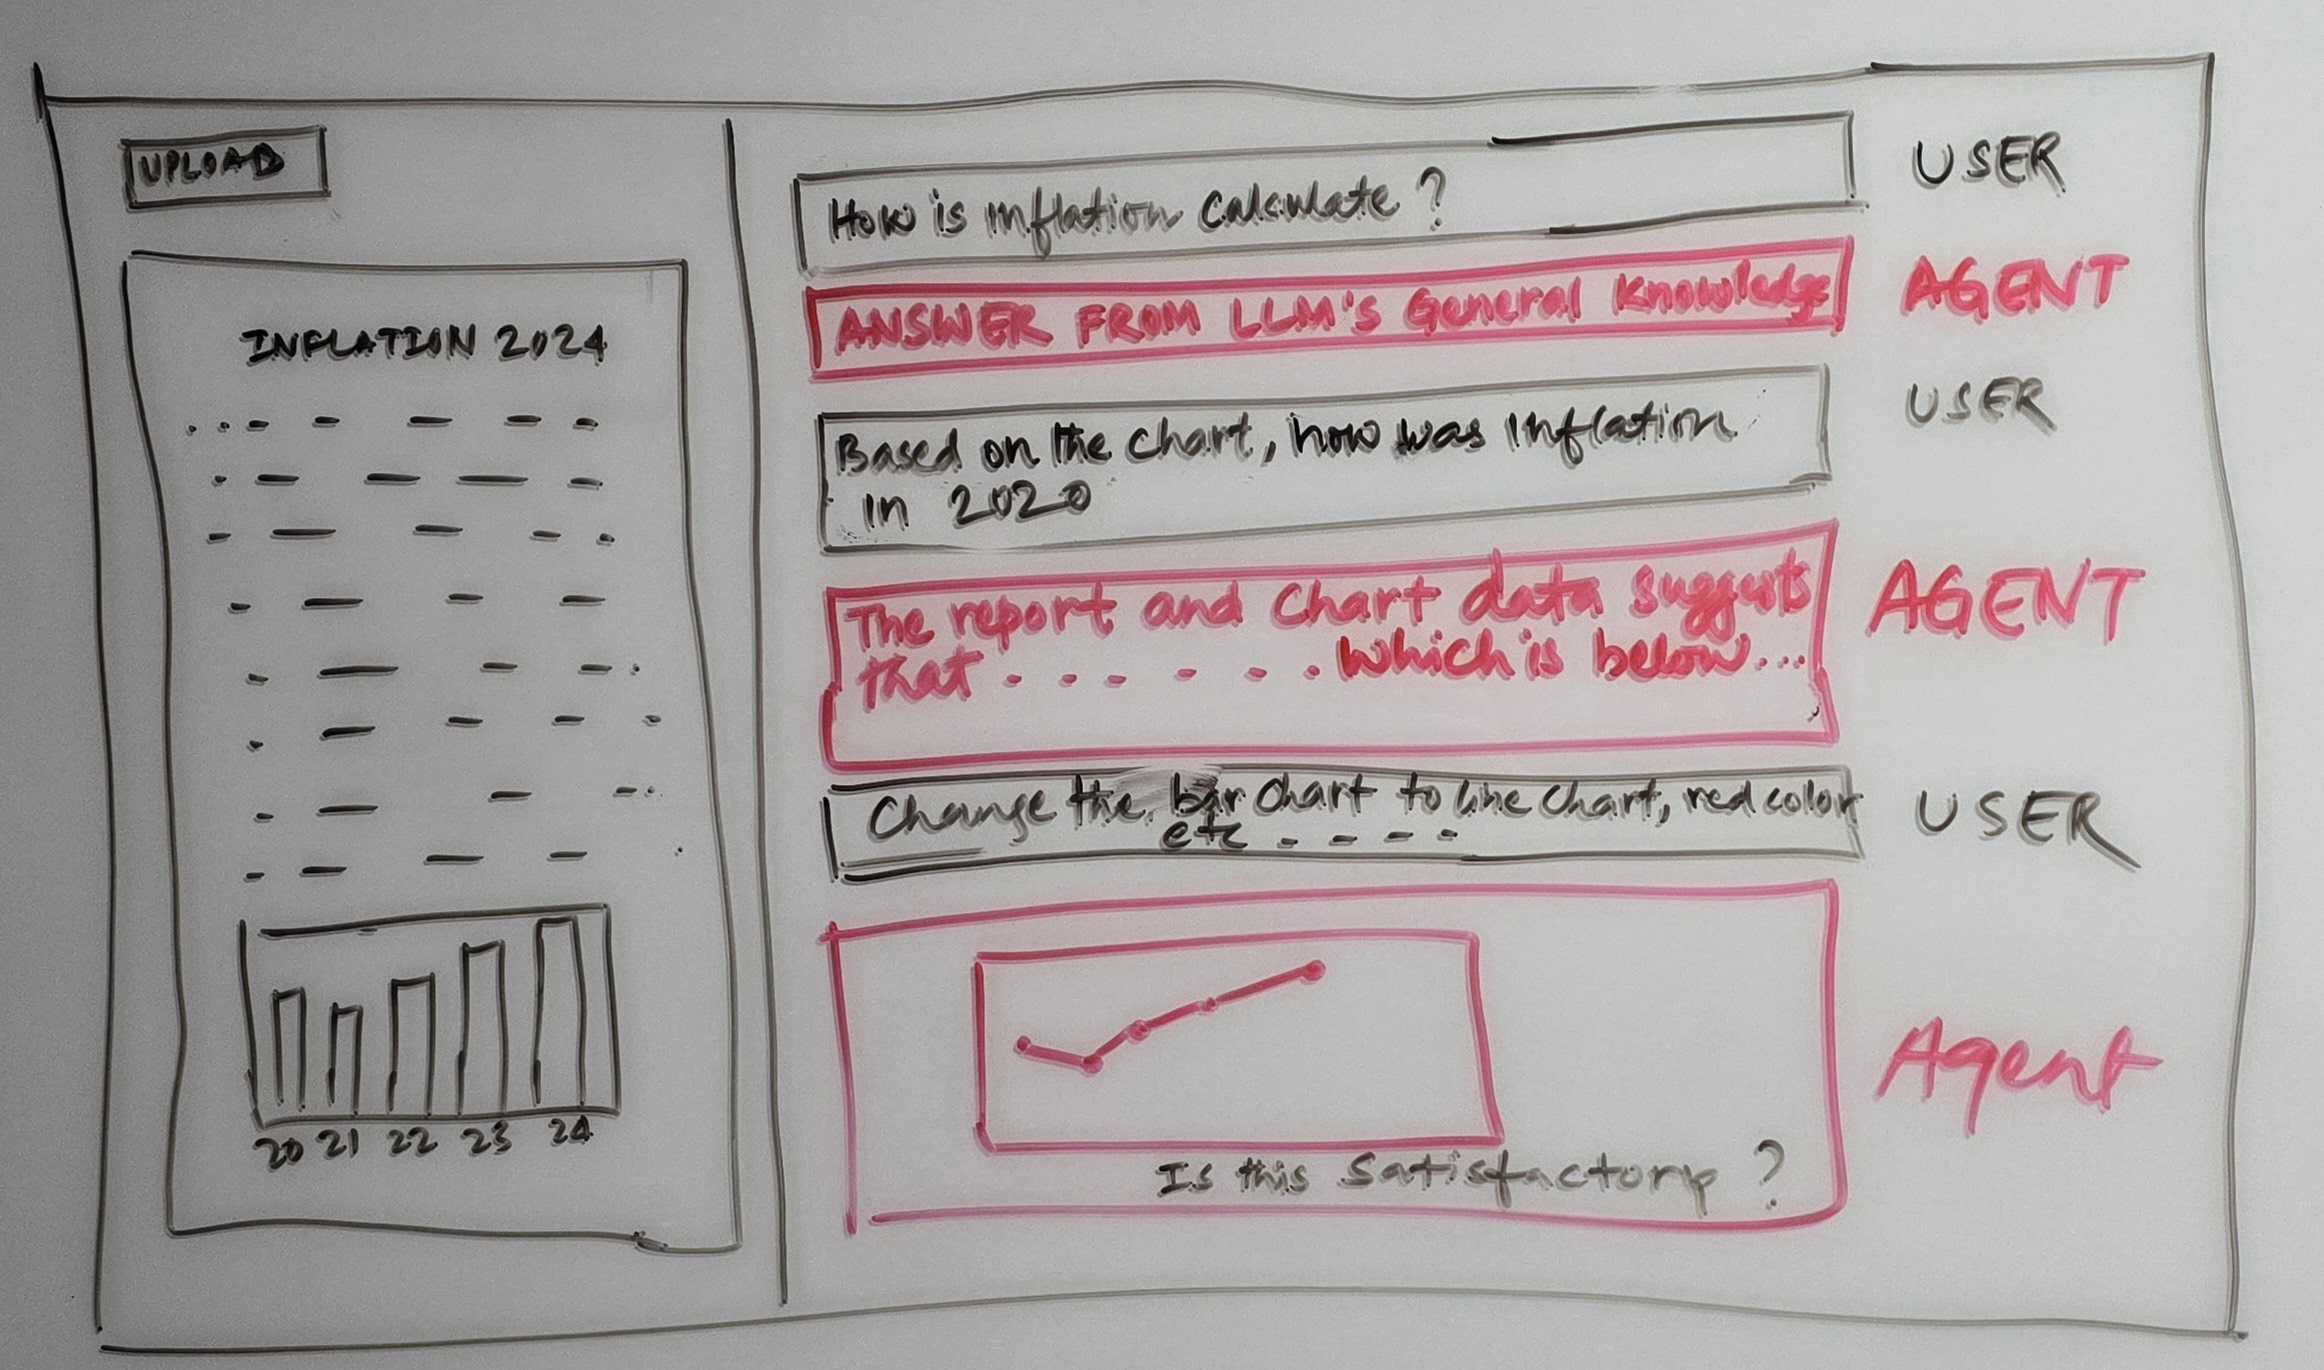 UPLOAD
INFLATION 2024
20 21 22 23 24
How is inflation calculate ?
USER
ANSWER FROM LLM's General Knowledge
AGENT
Based on the chart, how was inflation
in 2020
USER
The report and Chart data suggests
that . . . . . . . which is below...
AGENT
Change the bar chart to line chart, red color
etc - - - -
USER
Is this Satisfactory ?
Agent